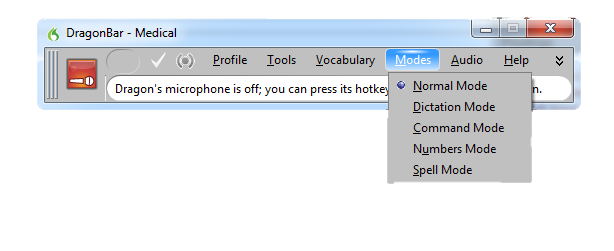 DragonBar - Medical
Profile Tools Vocabulary Modes Audio Help
Dragon's microphone is off; you can press its hotkey n.
Normal Mode
Dictation Mode
Command Mode
Numbers Mode
Spell Mode